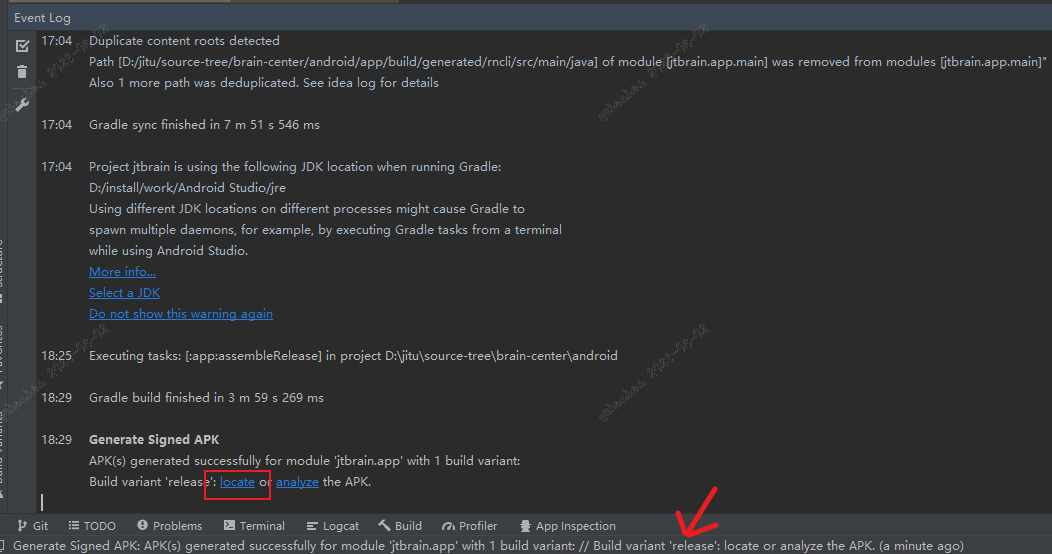 Event Log
17:04 Duplicate content roots detected
Path [D:/jitu/source-tree/brain-center/android/app/build/generated/rncli/src/main/java] of module [jtbrain.app.main] was removed from modules [jtbrain.app.main]"
Also 1 more path was deduplicated. See idea log for details
17:04 Gradle sync finished in 7 m 51 s 546 ms
17:04 Project jtbrain is using the following JDK location when running Gradle:
D:/install/work/Android Studio/jre
Using different JDK locations on different processes might cause Gradle to
spawn multiple daemons, for example, by executing Gradle tasks from a terminal
while using Android Studio.
More info...
Select a JDK
Do not show this warning again
18:25 Executing tasks: [:app:assembleRelease] in project D:\jitu\source-tree\brain-center\android
18:29 Gradle build finished in 3 m 59 s 269 ms
18:29 Generate Signed APK
APK(s) generated successfully for module 'jtbrain.app' with 1 build variant:
Build variant 'release': locate or analyze the APK.
Git TODO Problems Terminal Logcat Build Profiler App Inspection
Generate Signed APK: APK(s) generated successfully for module 'jtbrain.app' with 1 build variant: // Build variant 'release': locate or analyze the APK. (a minute ago)